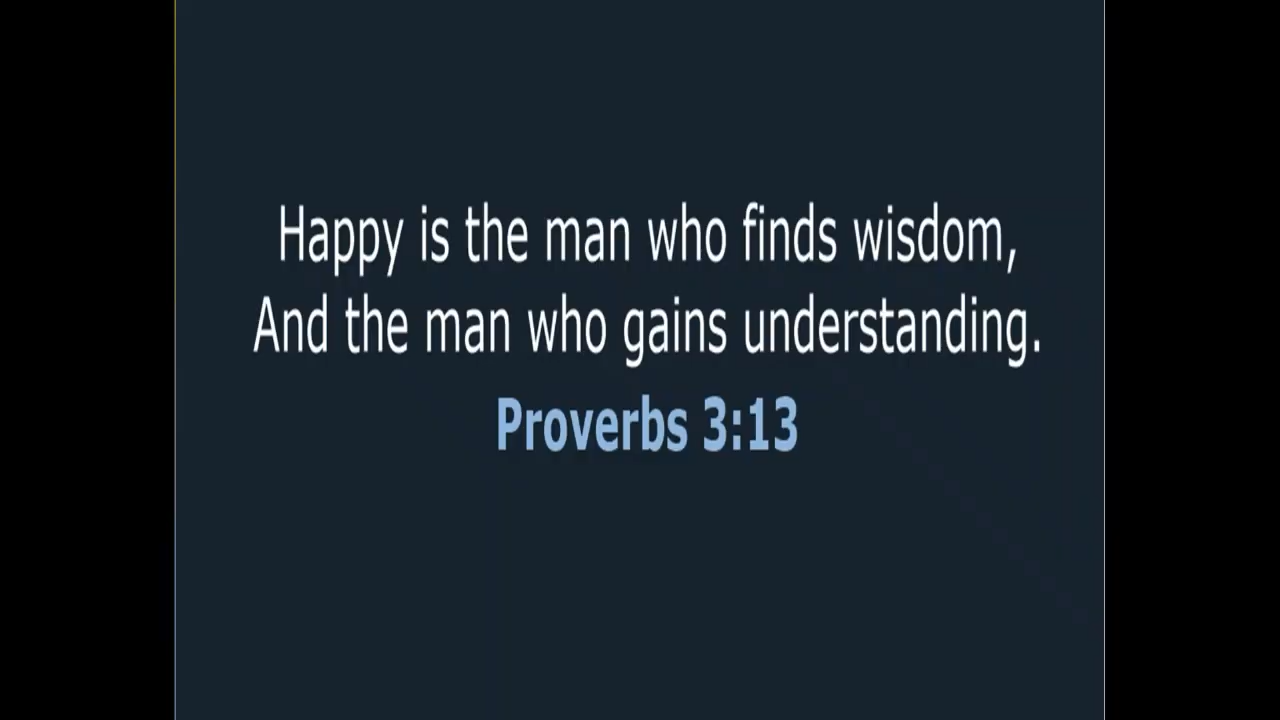 Happy is the man who finds wisdom,
And the man who gains understanding.
Proverbs 3:13